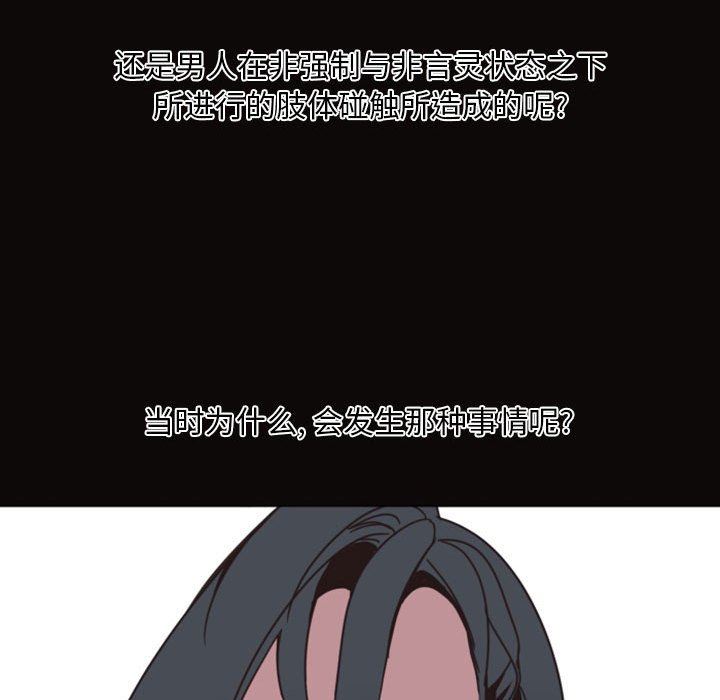 还是男人在非强制与非言灵状态之下
所进行的肢体碰触所造成的呢?
当时为什么, 会发生那种事情呢?